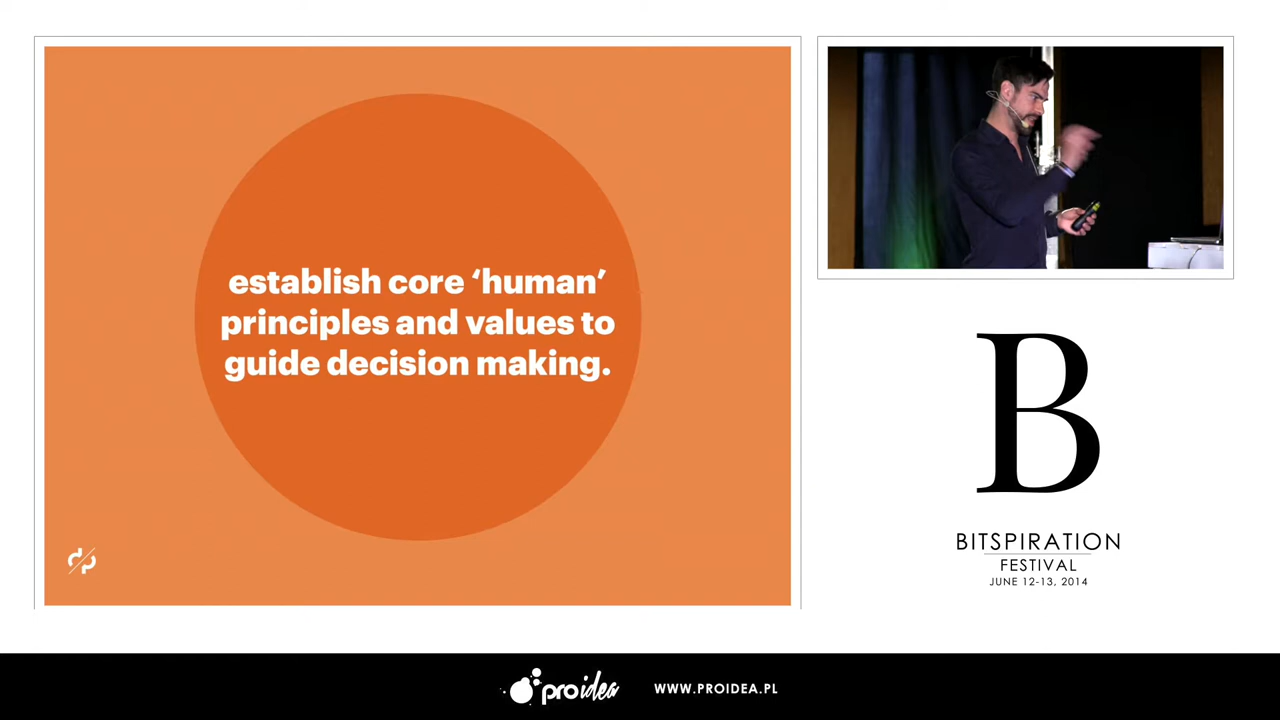 establish core ‘human’
principles and values to
guide decision making.
dp
B
BITSPIRATION
FESTIVAL
JUNE 12-13, 2014
proidea
WWW.PROIDEA.PL